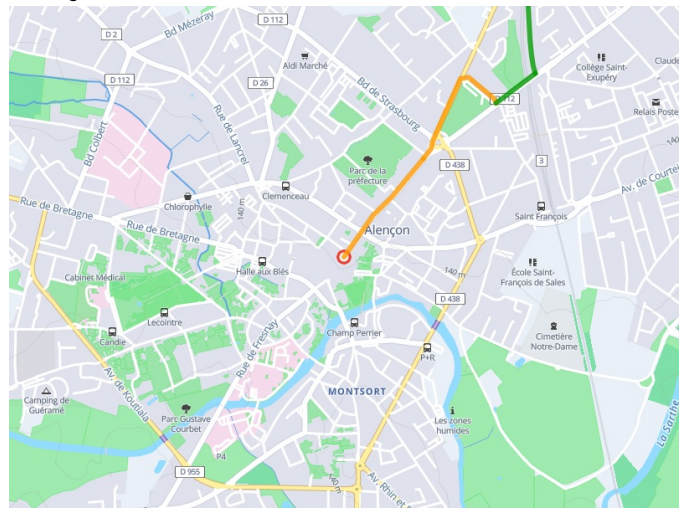 Bd Mézeray
D 112
D 2
Aldi Marché
Collège Saint-
Exupéry
D 112
D 26
Bd de Strasbourg
Relais Poste
Rue de Lancrel
Bd Colbert
3
D 438
Parc de la
préfecture
Av. de Courtei
Clemenceau
Chlorophylle
140 m
Saint François
Rue de Bretagne
Rue de Bretagne
Alençon
École Saint-
François de Sales
Halle aux Blés
140 m
Cabinet Médical
D 438
Lecointre
Champ Perrier
Cimetière
Notre-Dame
Candie
Rue de Fresnay
P+R
Av. de Koutiala
MONTSORT
Camping de
Guéramé
Parc Gustave
Courbet
Les zones
humides
La Sarthe
P4
D 955
140 m
Av. Rhin et